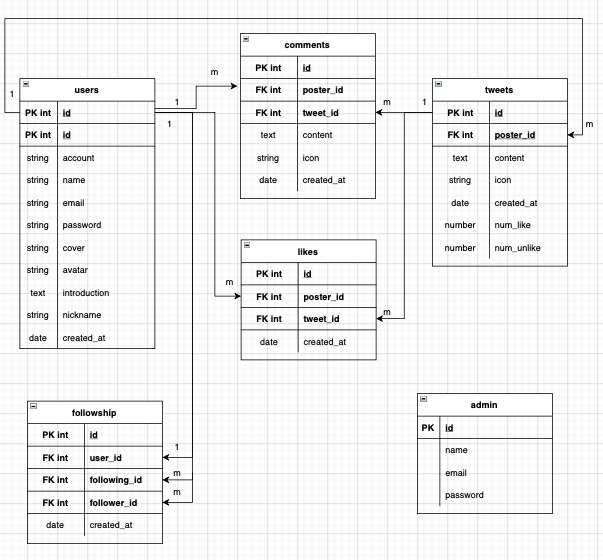 comments
PK int id
FK int poster_id
FK int tweet_id
text content
string icon
date created_at
users
PK int id
PK int id
string account
string name
string email
string password
string cover
string avatar
text introduction
string nickname
date created_at
tweets
PK int id
FK int poster_id
text content
string icon
date created_at
number num_like
number num_unlike
likes
PK int id
FK int poster_id
FK int tweet_id
date created_at
followship
PK int id
FK int user_id
FK int following_id
FK int follower_id
date created_at
admin
PK id
name
email
password
1
1
m
1
m
1
m
m
m
1
m
m